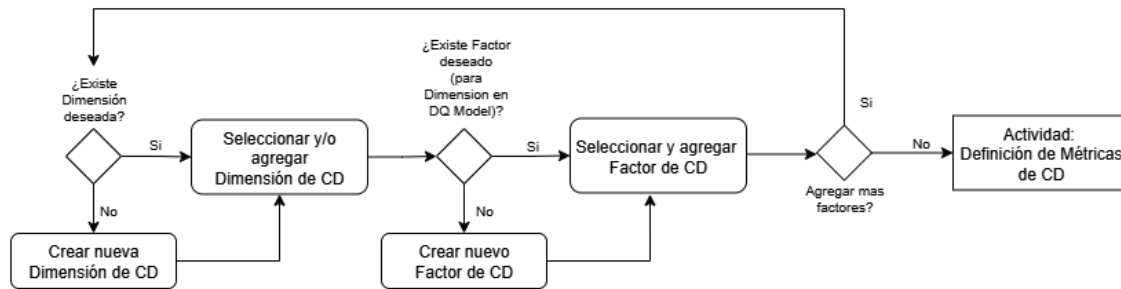 ¿Existe
Dimensión
deseada?
Si
No
Crear nueva
Dimensión de CD
Seleccionar y/o
agregar
Dimensión de CD
¿Existe Factor
deseado
(para
Dimension en
DQ Model)?
Si
No
Crear nuevo
Factor de CD
Seleccionar y agregar
Factor de CD
Si
Agregar mas
factores?
No
Actividad:
Definición de Métricas
de CD